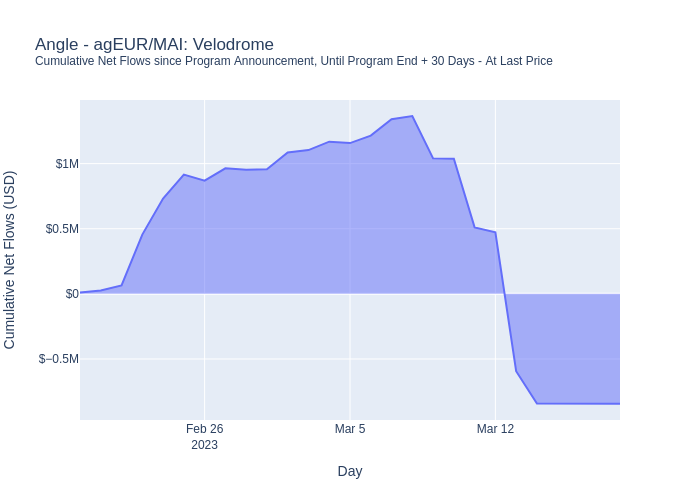 Angle - agEUR/MAI: Velodrome
Cumulative Net Flows since Program Announcement, Until Program End + 30 Days - At Last Price
Cumulative Net Flows (USD)
$1M
$0.5M
$0
$−0.5M
Feb 26
2023
Mar 5
Mar 12
Day